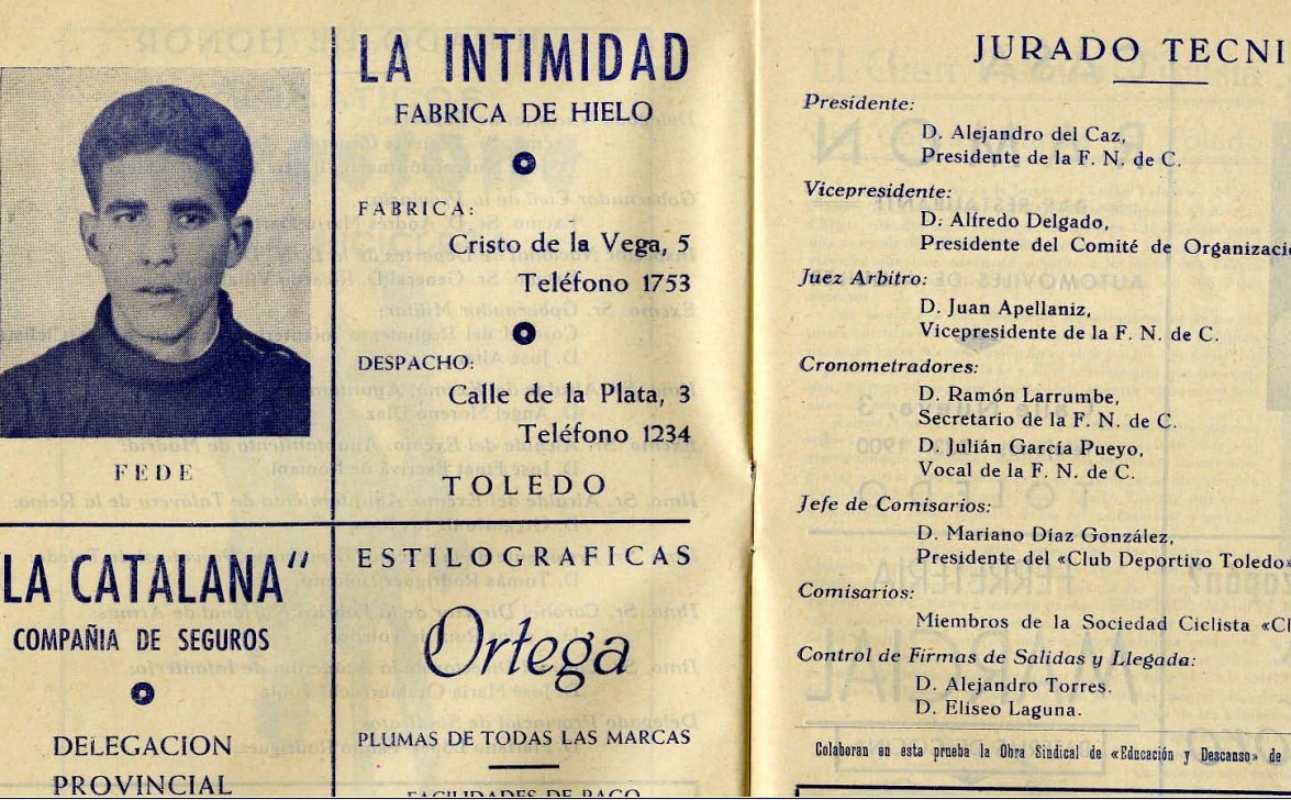 FEDE
LA INTIMIDAD
FABRICA DE HIELO
FABRICA:
Cristo de la Vega, 5
Teléfono 1753
DESPACHO:
Calle de la Plata, 3
Teléfono 1234
TOLEDO
LA CATALANA"
COMPAÑIA DE SEGUROS
DELEGACION
PROVINCIAL
ESTILOGRAFICAS
Ortega
PLUMAS DE TODAS LAS MARCAS
FACILIDADES DE PAGO
JURADO TECNI
Presidente:
D. Alejandro del Caz,
Presidente de la F. N. de C.
Vicepresidente:
D. Alfredo Delgado,
Presidente del Comité de Organizació
Juez Arbitro:
D. Juan Apellaniz,
Vicepresidente de la F. N. de C.
Cronometradores:
D. Ramón Larrumbe,
Secretario de la F. N. de C.
D. Julián García Pueyo,
Vocal de la F. N. de C.
Jefe de Comisarios:
D. Mariano Díaz González,
Presidente del «Club Deportivo Toledo»
Comisarios:
Miembros de la Sociedad Ciclista «Cl
Control de Firmas de Salidas y Llegada:
D. Alejandro Torres.
D. Eliseo Laguna.
Colaboran en esta prueba la Obra Sindical de «Educación y Descanso» de